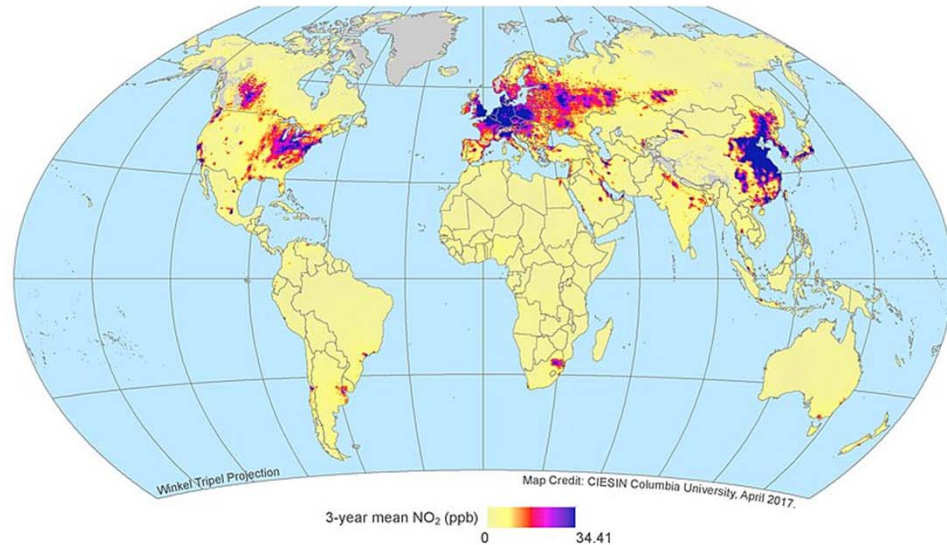 Winkel Tripel Projection
Map Credit: CIESIN Columbia University, April 2017.
3-year mean NO₂ (ppb)
0
34.41